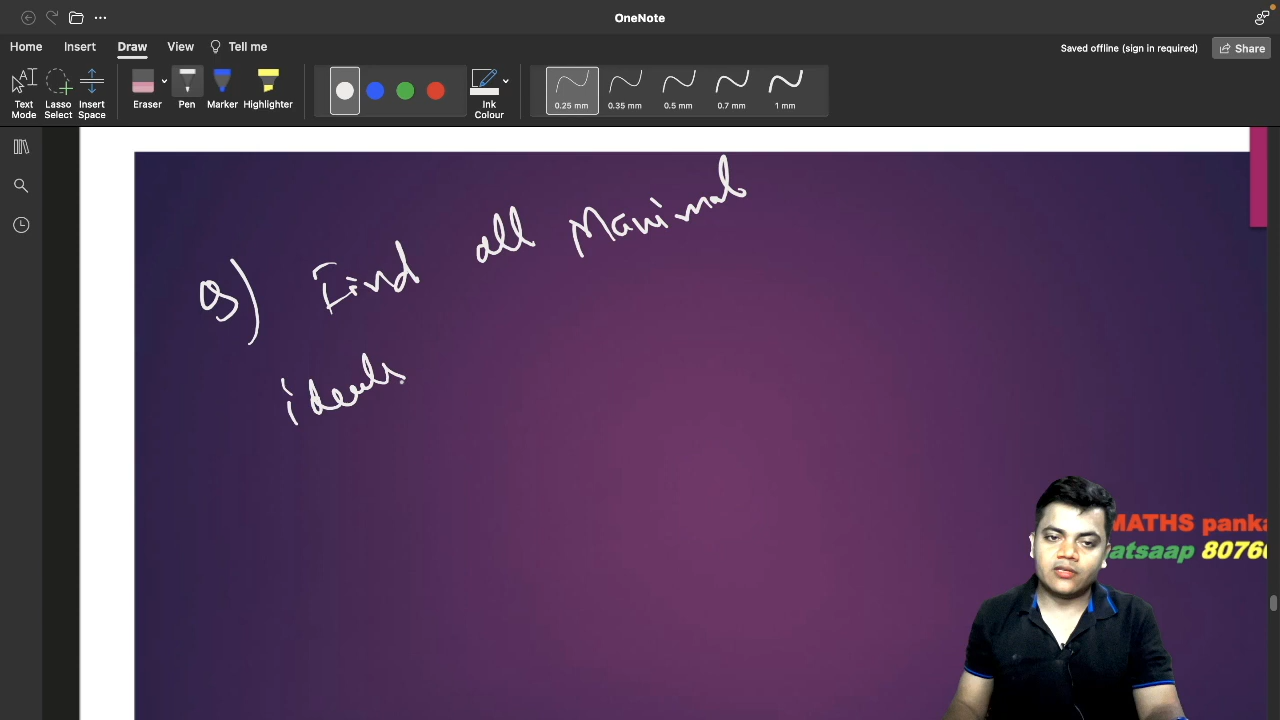 OneNote
Home Insert Draw View Tell me
Saved offline (sign in required) Share
Text Mode Lasso Select Insert Space Eraser Pen Marker Highlighter Ink Colour 0.25 mm 0.35 mm 0.5 mm 0.7 mm 1 mm
Q) Find all Maximal
ideals
MATHS panka
atsaap 8076